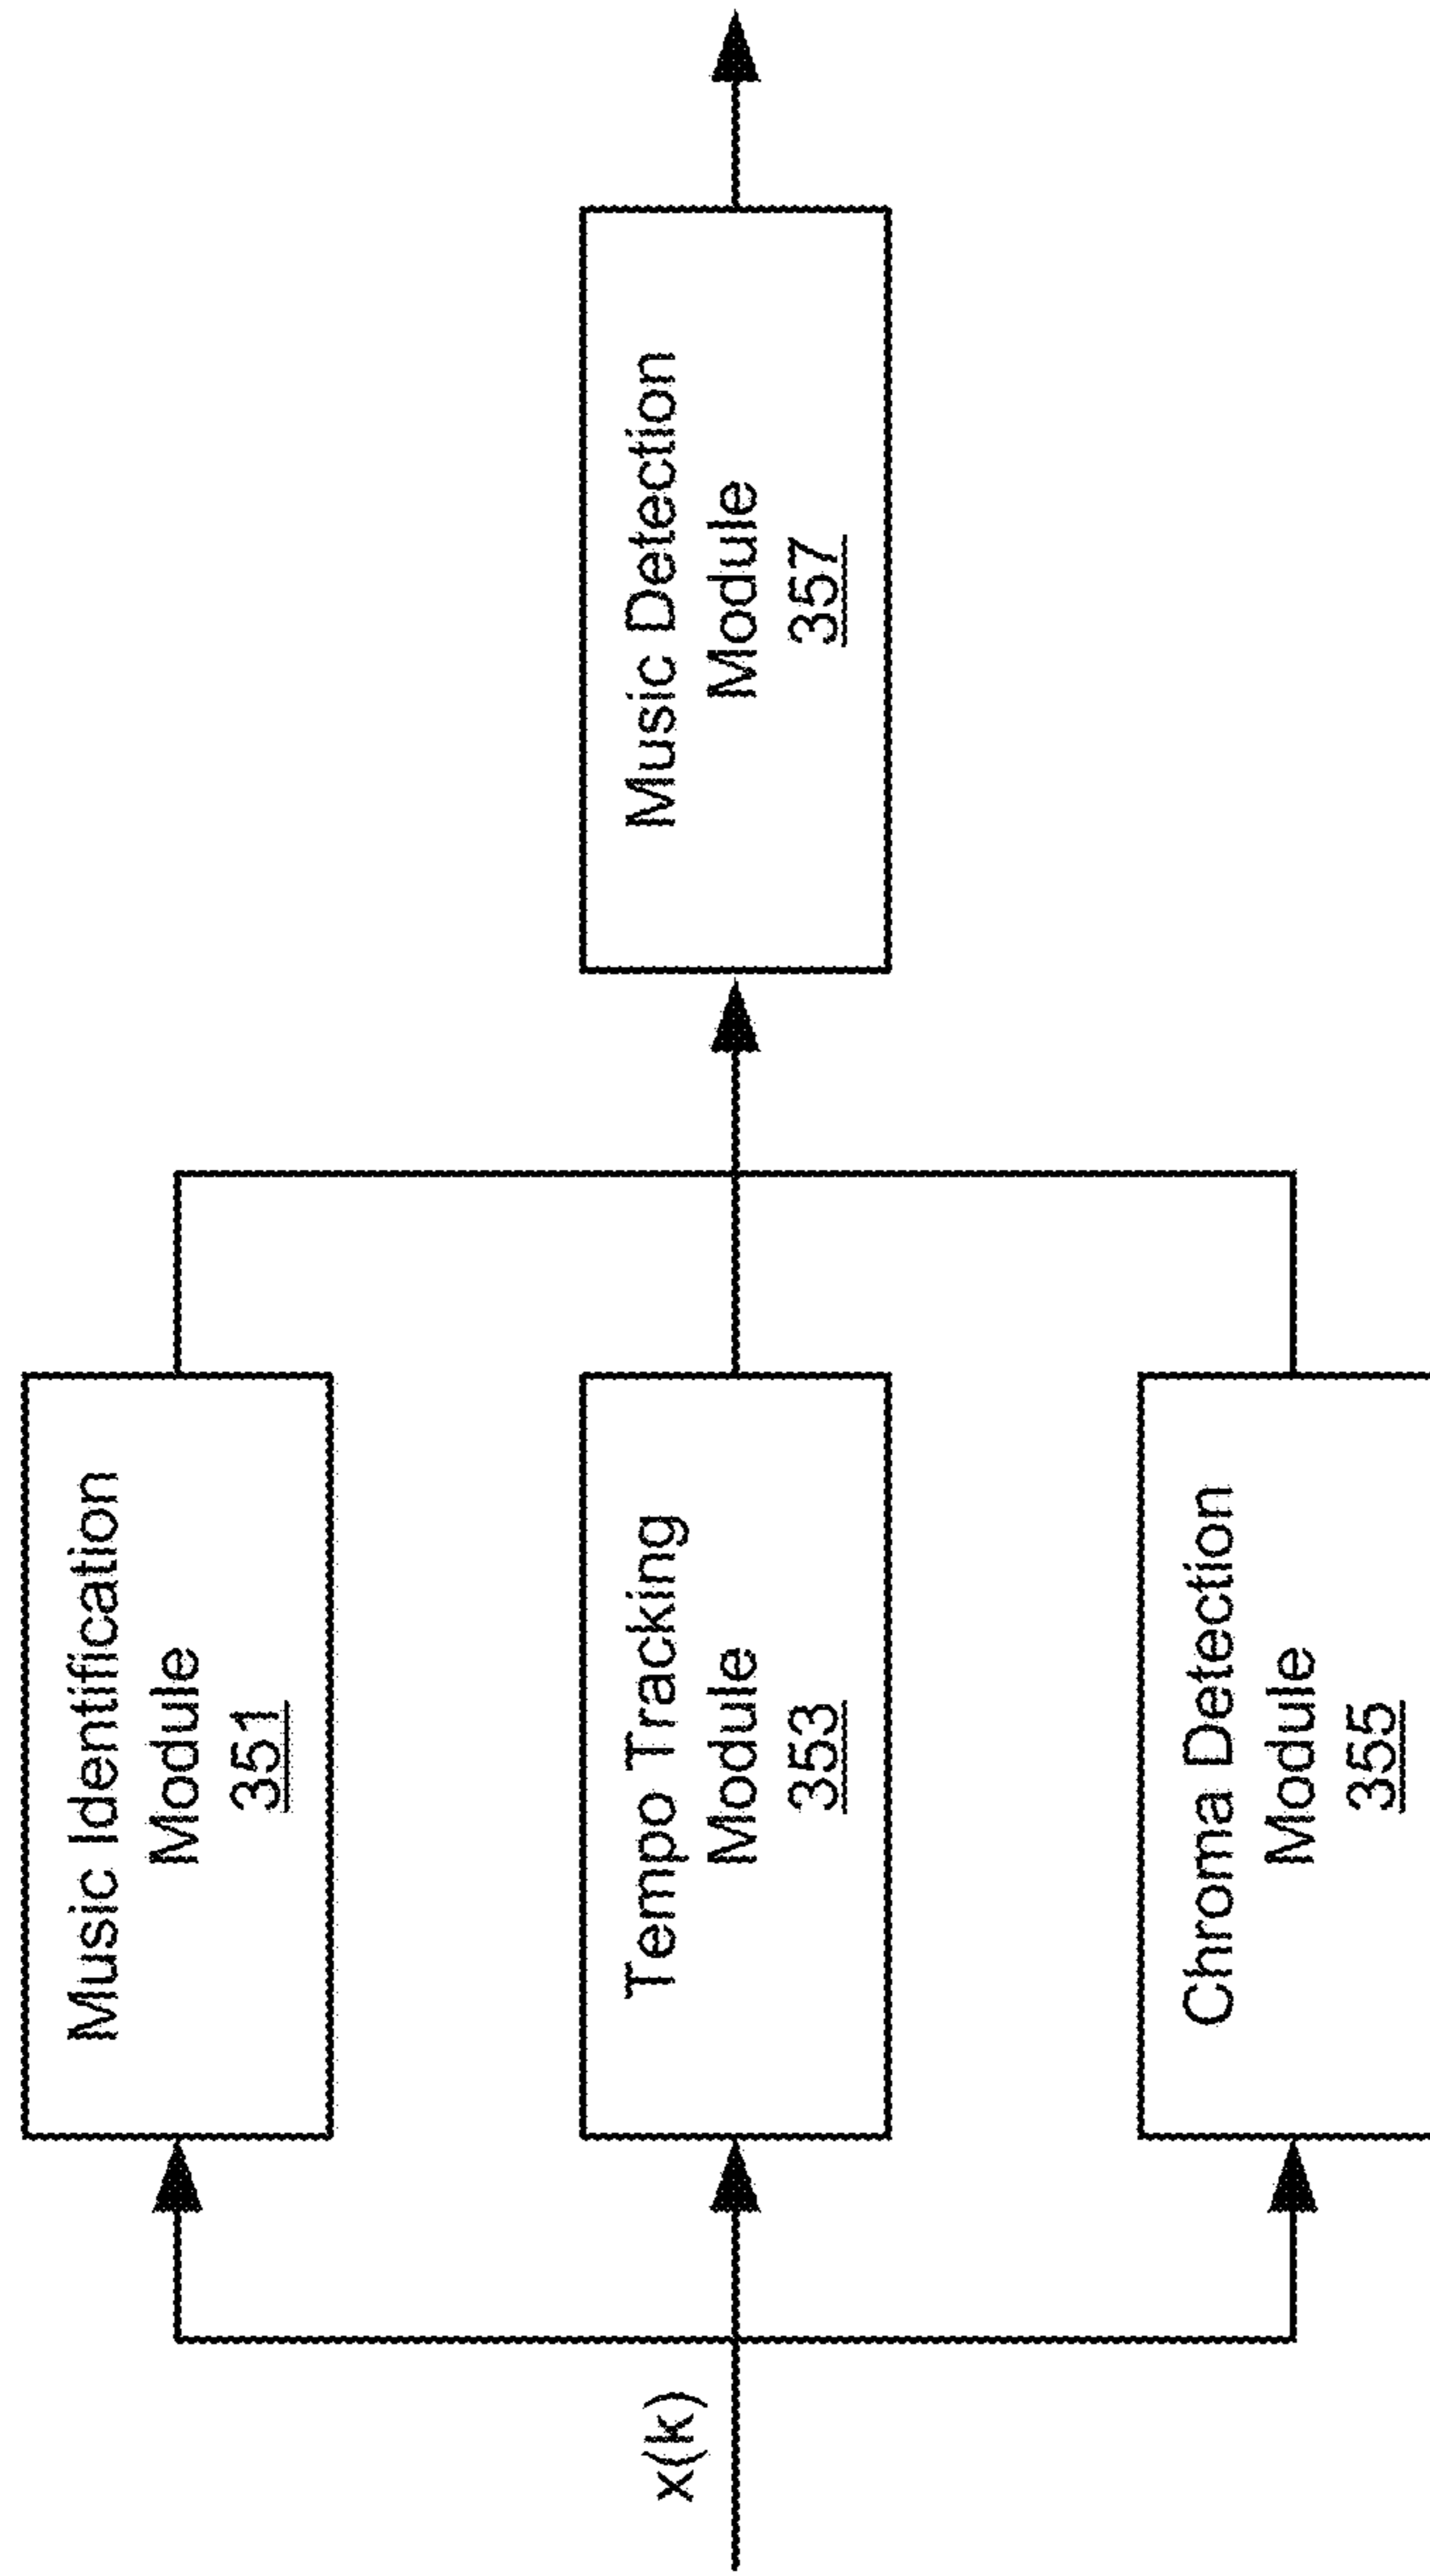 x(k)
Music Identification
Module
351
Tempo Tracking
Module
353
Chroma Detection
Module
355
Music Detection
Module
357